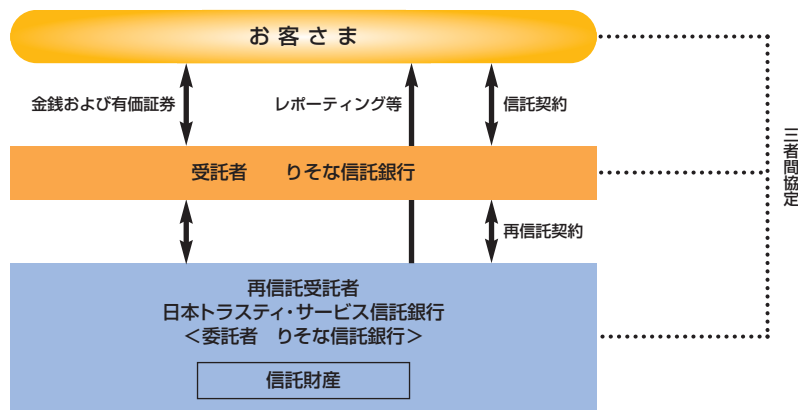 お客さま
金銭および有価証券
レポーティング等
信託契約
受託者　りそな信託銀行
三者間協定
再信託契約
再信託受託者
日本トラスティ・サービス信託銀行
＜委託者　りそな信託銀行＞
信託財産